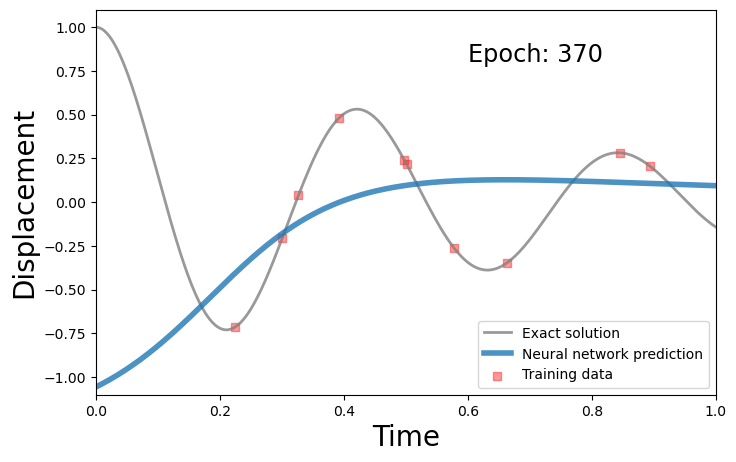 Epoch: 370
Displacement
1.00
0.75
0.50
0.25
0.00
−0.25
−0.50
−0.75
−1.00
Exact solution
Neural network prediction
Training data
0.0 0.2 0.4 0.6 0.8 1.0
Time